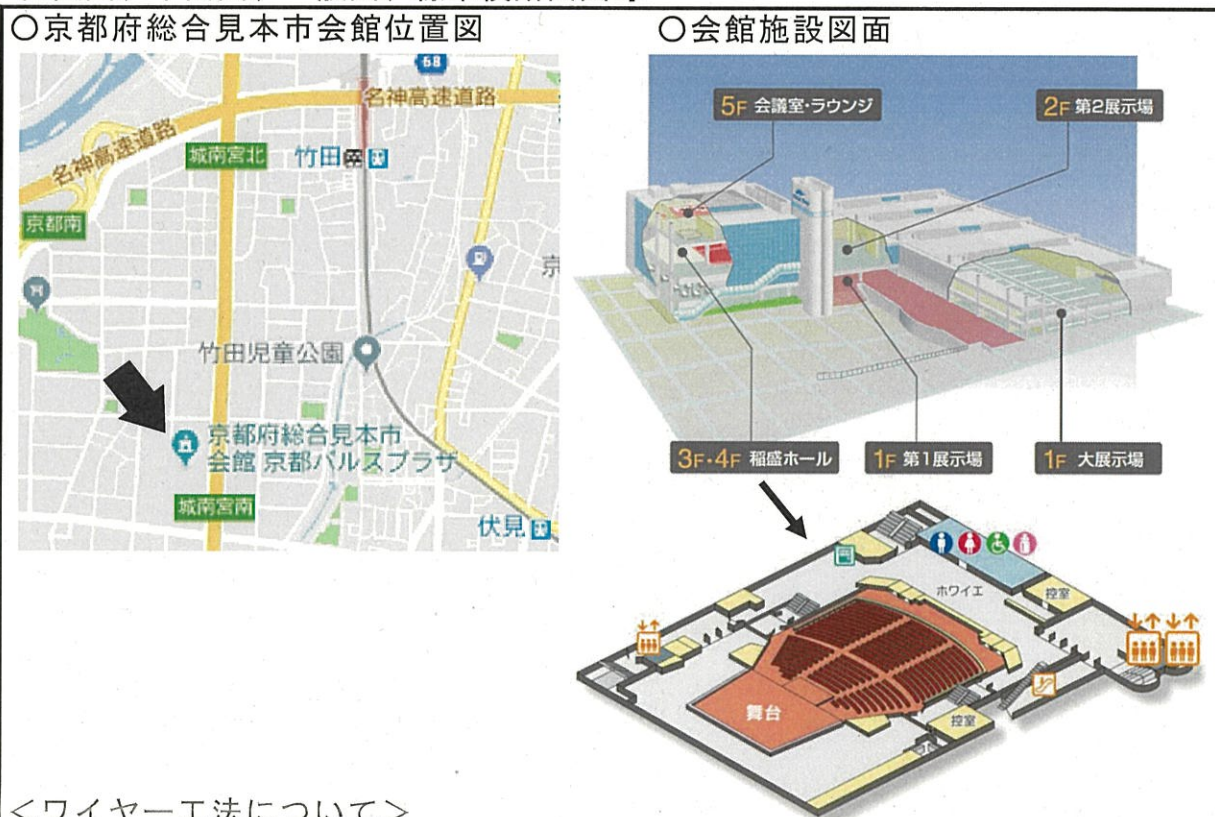 〇京都府総合見本市会館位置図
68
名神高速道路
名神高速道路
城南宮北
竹田
京都南
京
竹田児童公園
京都府総合見本市
会館 京都パルスプラザ
城南宮南
伏見
〇会館施設図面
5F 会議室・ラウンジ
2F 第2展示場
3F・4F 稲盛ホール
1F 第1展示場
1F 大展示場
ホワイエ
控室
舞台
控室
<ワイヤー工法について>